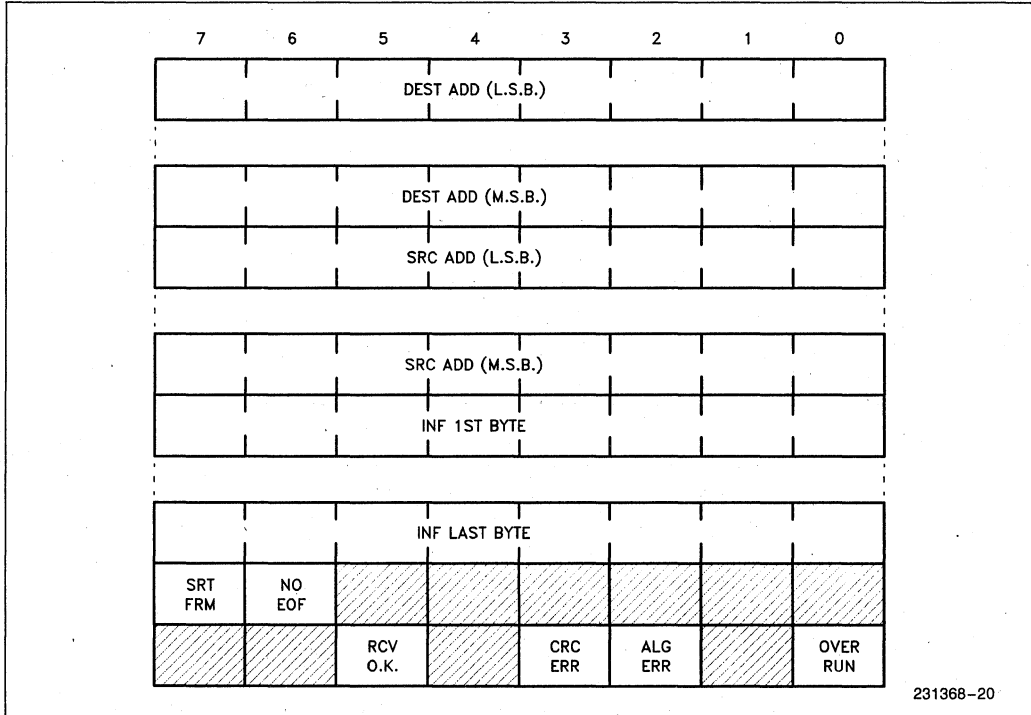 7 6 5 4 3 2 1 0
DEST ADD (L.S.B.)
DEST ADD (M.S.B.)
SRC ADD (L.S.B.)
SRC ADD (M.S.B.)
INF 1ST BYTE
INF LAST BYTE
SRT FRM
NO EOF
RCV O.K.
CRC ERR
ALG ERR
OVER RUN
231368-20